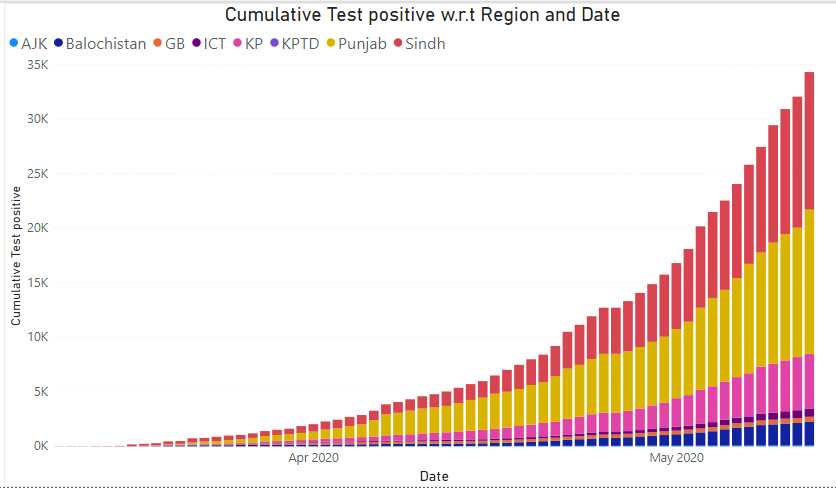 Cumulative Test positive w.r.t Region and Date
AJK Balochistan GB ICT KP KPTD Punjab Sindh
35K
30K
25K
20K
15K
10K
5K
0K
Cumulative Test positive
Apr 2020 May 2020
Date